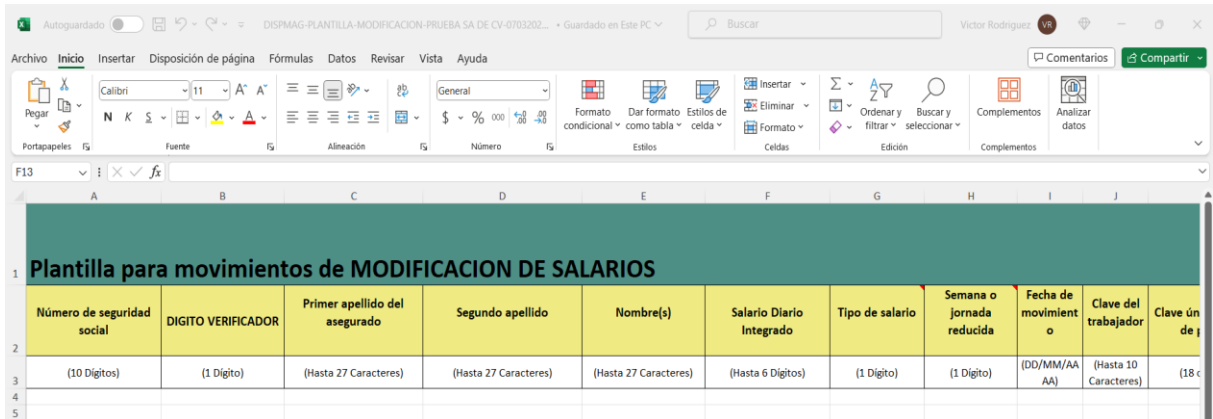 Autoguardado DISPMAG-PLANTILLA-MODIFICACION-PRUEBA SA DE CV-0703202... • Guardado en Este PC Buscar Victor Rodriguez VR
Archivo Inicio Insertar Disposición de página Fórmulas Datos Revisar Vista Ayuda Comentarios Compartir
Pegar
Calibri 11 A^ A˅
N K S A
ab
General
$ % 000
Formato condicional
Dar formato como tabla
Estilos de celda
Insertar
Eliminar
Formato
Ordenar y filtrar
Buscar y seleccionar
Complementos
Analizar datos
Portapapeles Fuente Alineación Número Estilos Celdas Edición Complementos
F13 fx
A B C D E F G H I J
1 Plantilla para movimientos de MODIFICACION DE SALARIOS
Número de seguridad social
DIGITO VERIFICADOR
Primer apellido del asegurado
Segundo apellido
Nombre(s)
Salario Diario Integrado
Tipo de salario
Semana o jornada reducida
Fecha de movimient
o
Clave del trabajador
Clave ún
de p
2
(10 Dígitos) (1 Dígito) (Hasta 27 Caracteres) (Hasta 27 Caracteres) (Hasta 27 Caracteres) (Hasta 6 Dígitos) (1 Dígito) (1 Dígito) (DD/MM/AA
AA) (Hasta 10 Caracteres) (18 c
3
4
5